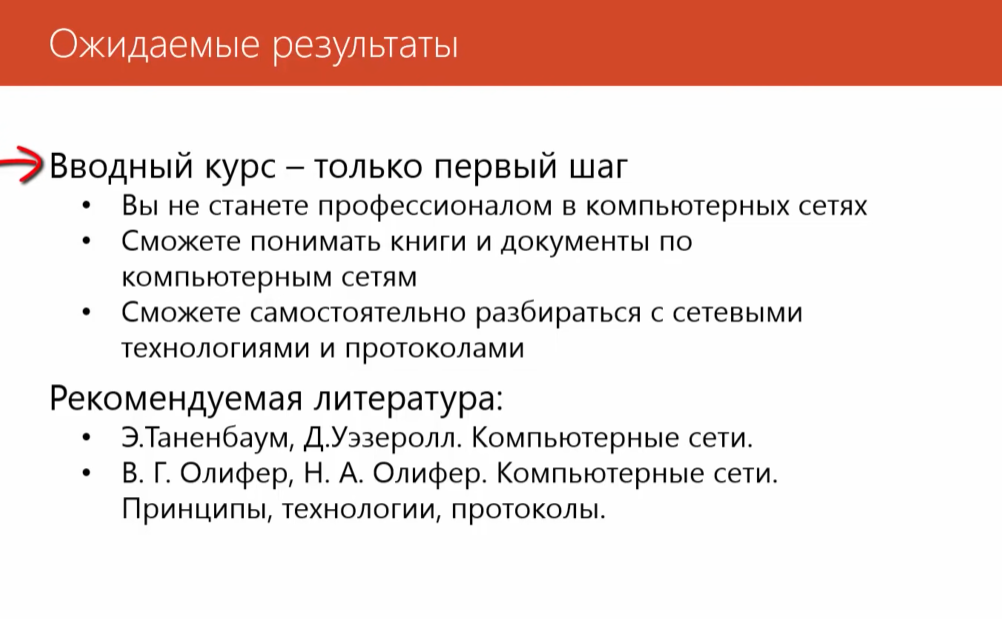 Ожидаемые результаты
Вводный курс – только первый шаг
• Вы не станете профессионалом в компьютерных сетях
• Сможете понимать книги и документы по
компьютерным сетям
• Сможете самостоятельно разбираться с сетевыми
технологиями и протоколами
Рекомендуемая литература:
• Э.Таненбаум, Д.Уэзеролл. Компьютерные сети.
• В. Г. Олифер, Н. А. Олифер. Компьютерные сети.
Принципы, технологии, протоколы.